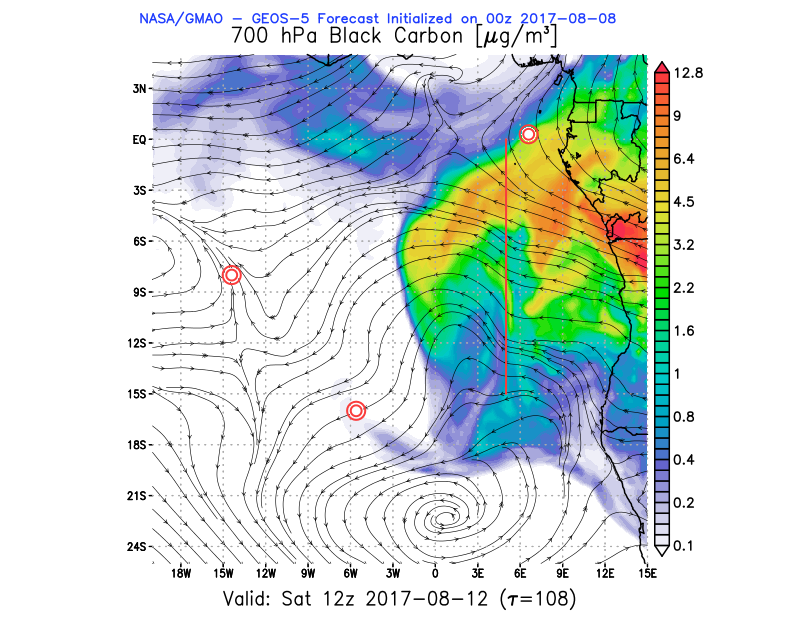 NASA/GMAO − GEOS−5 Forecast Initialized on 00z 2017−08−08
700 hPa Black Carbon [μg/m³]
3N
EQ
3S
6S
9S
12S
15S
18S
21S
24S
18W 15W 12W 9W 6W 3W 0 3E 6E 9E 12E 15E
12.8
9
6.4
4.5
3.2
2.2
1.6
1
0.8
0.4
0.2
0.1
Valid: Sat 12z 2017−08−12 (τ=108)